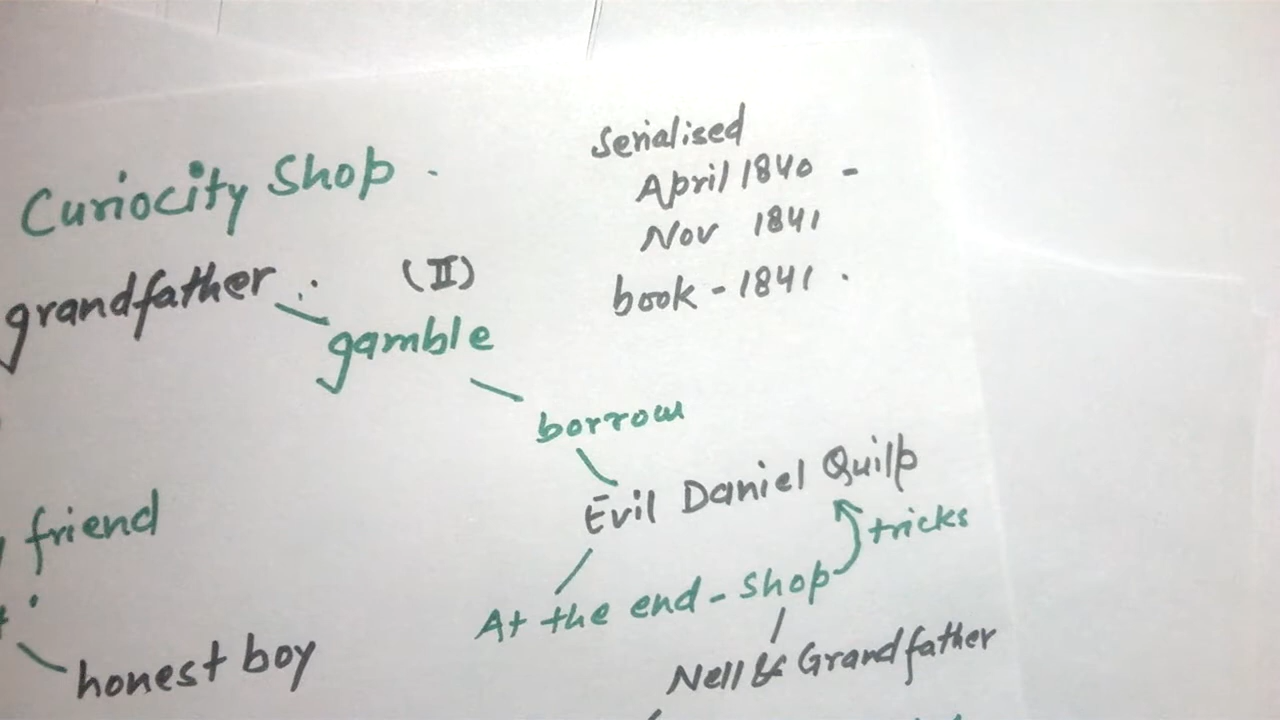 Curiocity Shop.
Serialised
April 1840 -
Nov 1841
book - 1841.
grandfather
(II)
gamble
borrow
Evil Daniel Quilp
tricks
At the end - shop
Nell & Grandfather
friend
honest boy